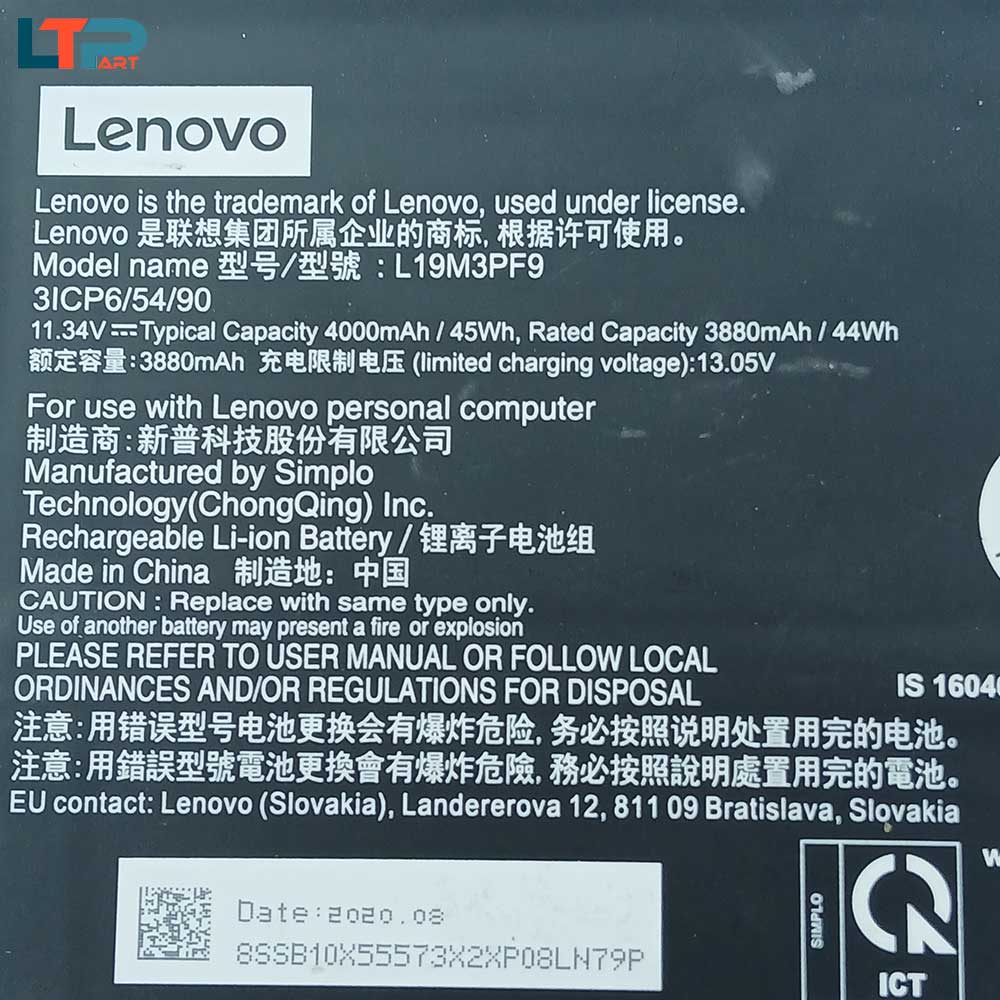 LTPART
Lenovo
Lenovo is the trademark of Lenovo, used under license.
Lenovo 是联想集团所属企业的商标, 根据许可使用。
Model name 型号/型號 : L19M3PF9
3ICP6/54/90
11.34V⎓Typical Capacity 4000mAh / 45Wh, Rated Capacity 3880mAh / 44Wh
额定容量:3880mAh 充电限制电压 (limited charging voltage):13.05V
For use with Lenovo personal computer
制造商:新普科技股份有限公司
Manufactured by Simplo
Technology(ChongQing) Inc.
Rechargeable Li-ion Battery / 锂离子电池组
Made in China 制造地：中国
CAUTION : Replace with same type only.
Use of another battery may present a fire or explosion
PLEASE REFER TO USER MANUAL OR FOLLOW LOCAL
ORDINANCES AND/OR REGULATIONS FOR DISPOSAL
IS 1604
注意:用错误型号电池更换会有爆炸危险, 务必按照说明处置用完的电池。
注意:用錯誤型號電池更換會有爆炸危險, 務必按照說明處置用完的電池。
EU contact: Lenovo (Slovakia), Landererova 12, 811 09 Bratislava, Slovakia
Date:2020.08
8SSB10X55573X2XP08LN79P
SIMPLO
ICT
W